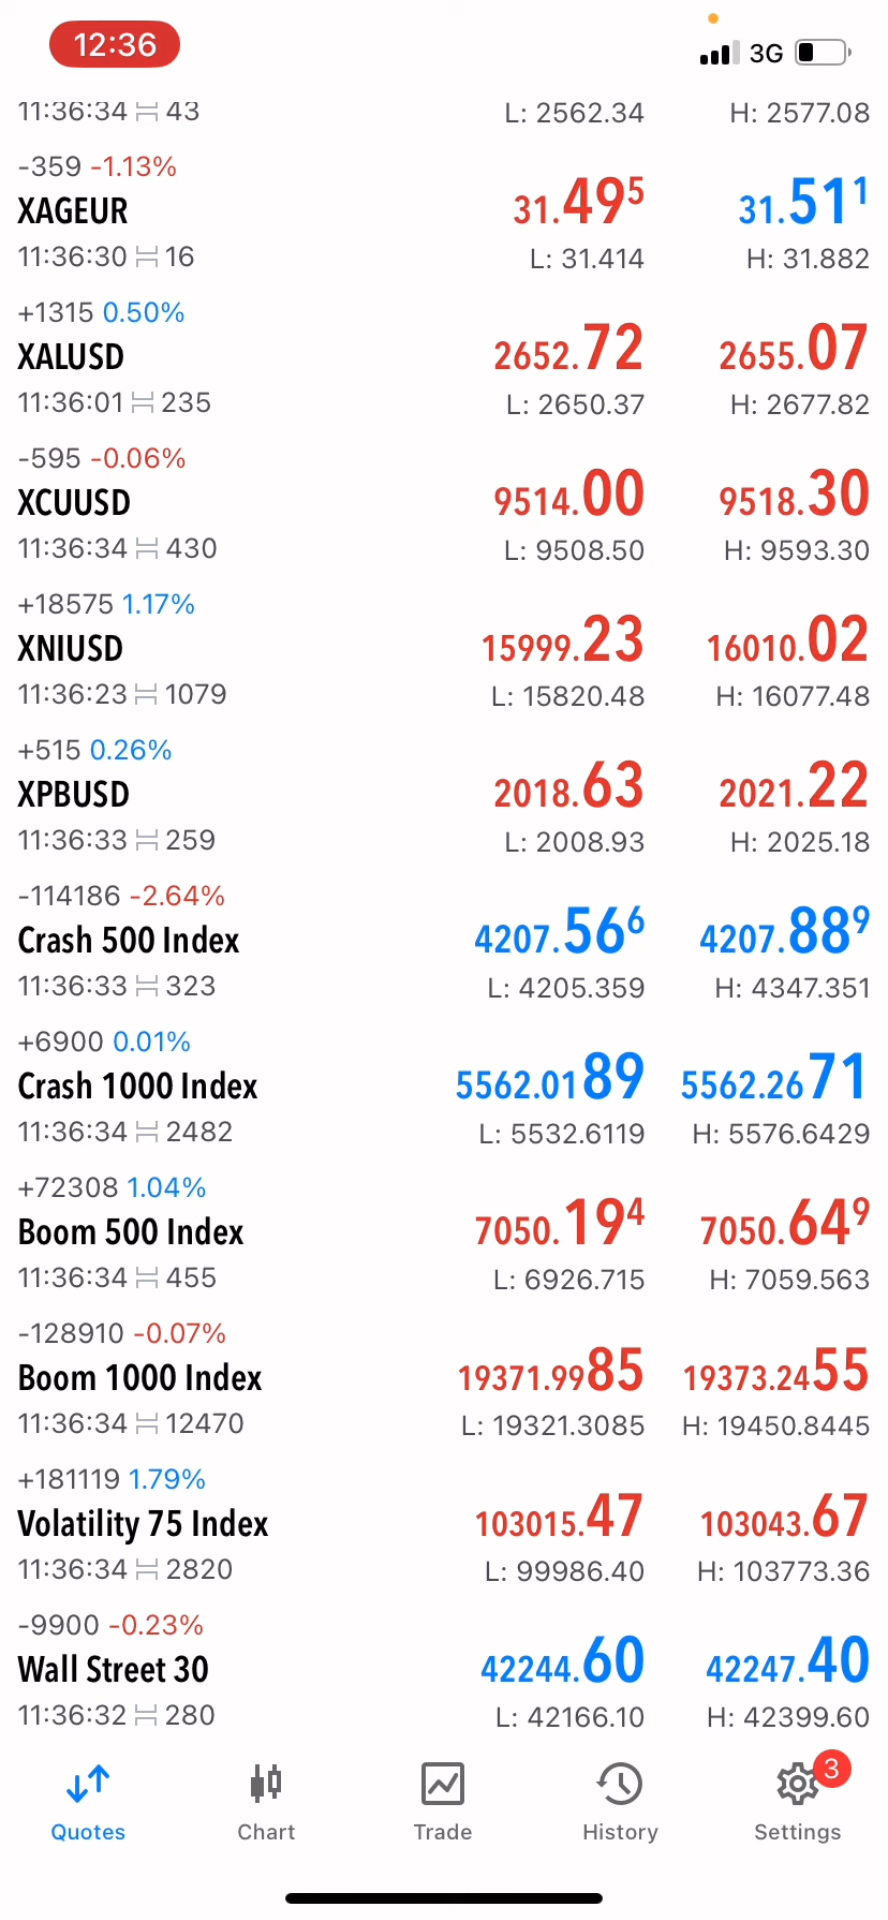 12:36 3G
11:36:34 43 L: 2562.34 H: 2577.08
-359 -1.13%
XAGEUR 31.495 31.511
11:36:30 16 L: 31.414 H: 31.882
+1315 0.50%
XALUSD 2652.72 2655.07
11:36:01 235 L: 2650.37 H: 2677.82
-595 -0.06%
XCUUSD 9514.00 9518.30
11:36:34 430 L: 9508.50 H: 9593.30
+18575 1.17%
XNIUSD 15999.23 16010.02
11:36:23 1079 L: 15820.48 H: 16077.48
+515 0.26%
XPBUSD 2018.63 2021.22
11:36:33 259 L: 2008.93 H: 2025.18
-114186 -2.64%
Crash 500 Index 4207.566 4207.889
11:36:33 323 L: 4205.359 H: 4347.351
+6900 0.01%
Crash 1000 Index 5562.0189 5562.2671
11:36:34 2482 L: 5532.6119 H: 5576.6429
+72308 1.04%
Boom 500 Index 7050.194 7050.649
11:36:34 455 L: 6926.715 H: 7059.563
-128910 -0.07%
Boom 1000 Index 19371.9985 19373.2455
11:36:34 12470 L: 19321.3085 H: 19450.8445
+181119 1.79%
Volatility 75 Index 103015.47 103043.67
11:36:34 2820 L: 99986.40 H: 103773.36
-9900 -0.23%
Wall Street 30 42244.60 42247.40
11:36:32 280 L: 42166.10 H: 42399.60
3
Quotes Chart Trade History Settings